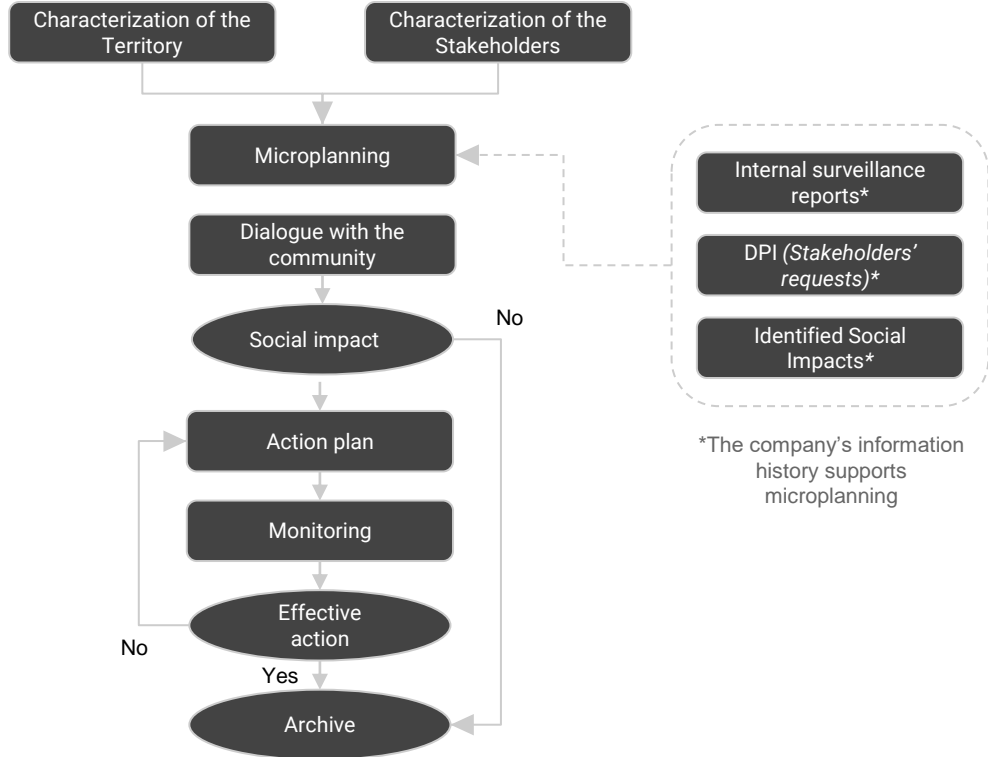 Characterization of the
Territory
Characterization of the
Stakeholders
Microplanning
Internal surveillance
reports*
Dialogue with the
community
DPI (Stakeholders’
requests)*
No
Social impact
Identified Social
Impacts*
Action plan
*The company’s information
history supports
microplanning
Monitoring
Effective
action
No
Yes
Archive